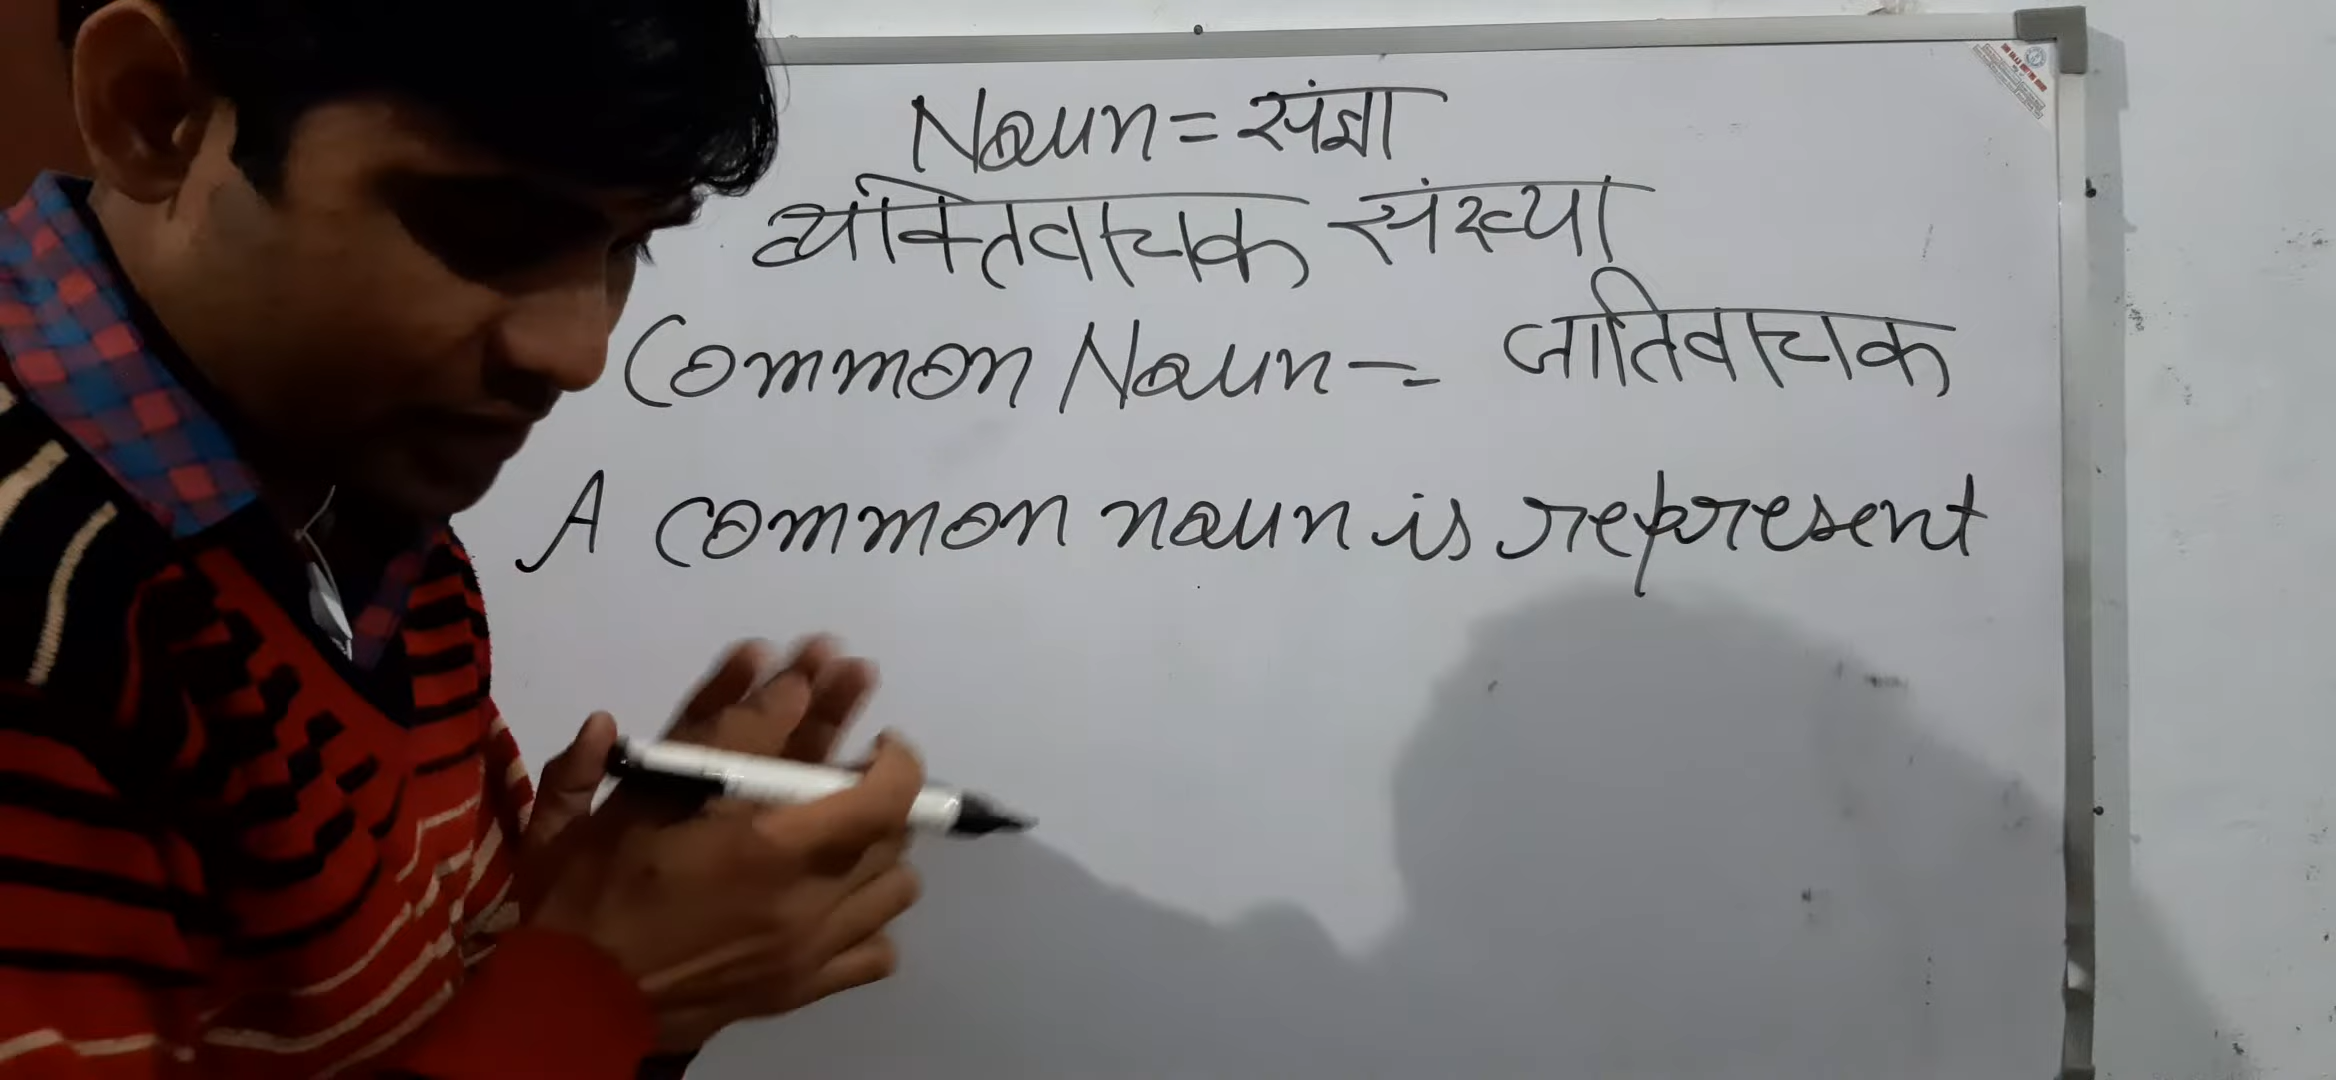 Noun = संज्ञा
व्यक्तिवाचक संख्या
Common Noun - = जातिवाचक
A common noun is represent